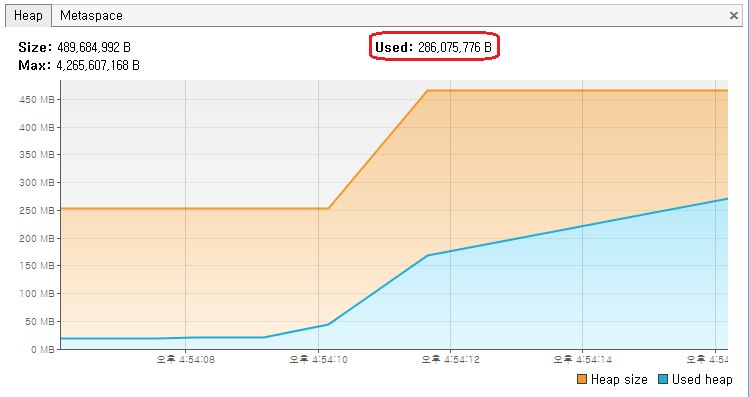 Heap Metaspace ×
Size: 489,684,992 B Used: 286,075,776 B
Max: 4,265,607,168 B
450 MB
400 MB
350 MB
300 MB
250 MB
200 MB
150 MB
100 MB
50 MB
0 MB
오후 4:54:08 오후 4:54:10 오후 4:54:12 오후 4:54:14 오후 4:54
Heap size Used heap